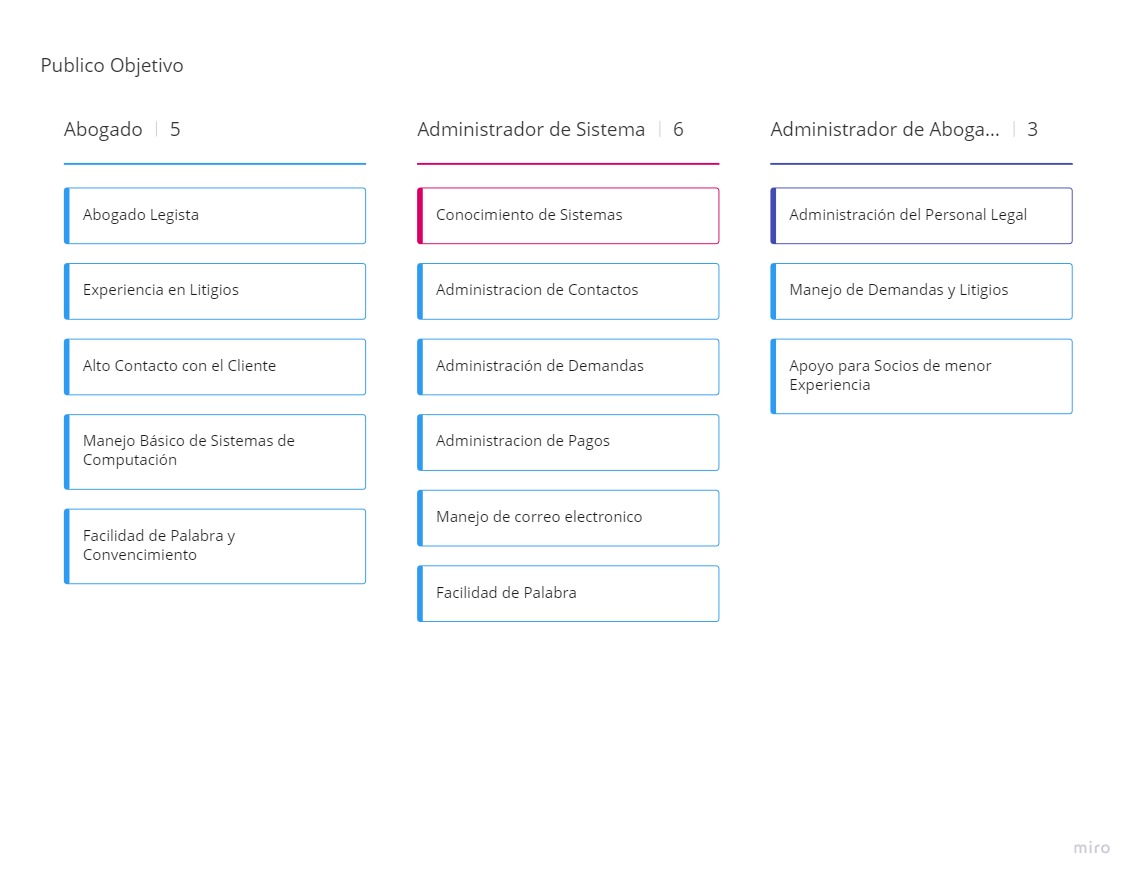 Publico Objetivo
Abogado | 5
Abogado Legista
Experiencia en Litigios
Alto Contacto con el Cliente
Manejo Básico de Sistemas de
Computación
Facilidad de Palabra y
Convencimiento
Administrador de Sistema | 6
Conocimiento de Sistemas
Administracion de Contactos
Administración de Demandas
Administracion de Pagos
Manejo de correo electronico
Facilidad de Palabra
Administrador de Aboga... | 3
Administración del Personal Legal
Manejo de Demandas y Litigios
Apoyo para Socios de menor
Experiencia
miro